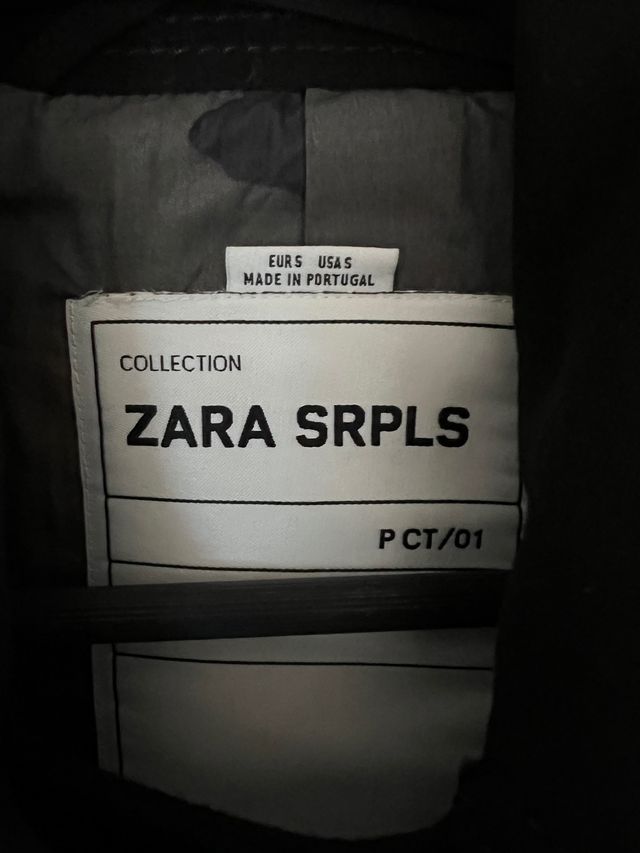 EUR S USA S
MADE IN PORTUGAL
COLLECTION
ZARA SRPLS
P CT/01